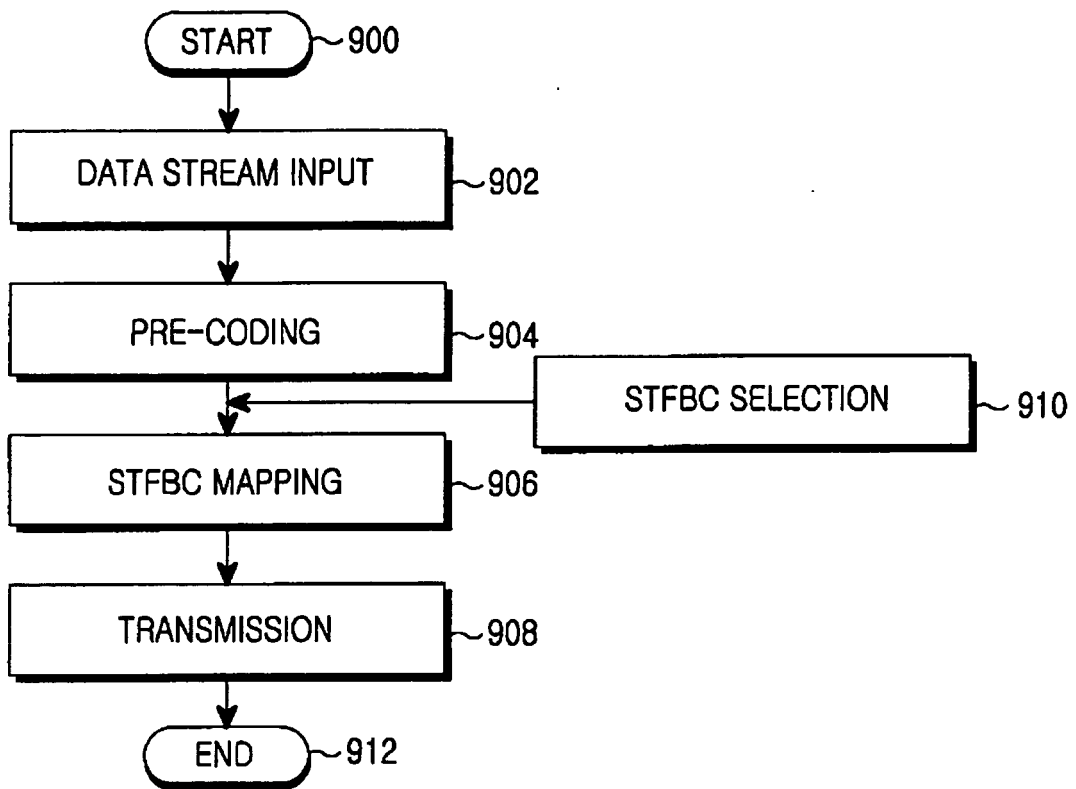 START
900
DATA STREAM INPUT
902
PRE-CODING
904
STFBC SELECTION
910
STFBC MAPPING
906
TRANSMISSION
908
END
912